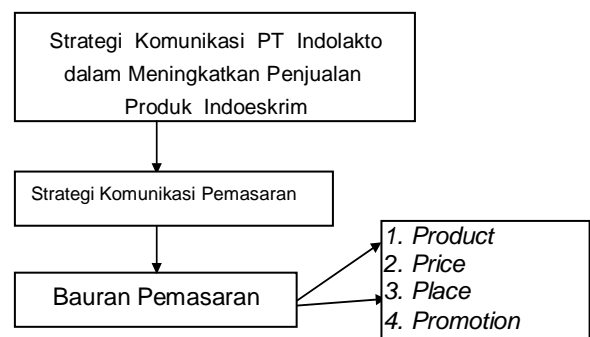 Strategi Komunikasi PT Indolakto
dalam Meningkatkan Penjualan
Produk Indoeskrim
Strategi Komunikasi Pemasaran
Bauran Pemasaran
1. Product
2. Price
3. Place
4. Promotion